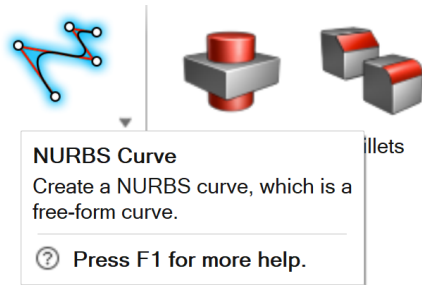 illets
NURBS Curve
Create a NURBS curve, which is a
free-form curve.
? Press F1 for more help.